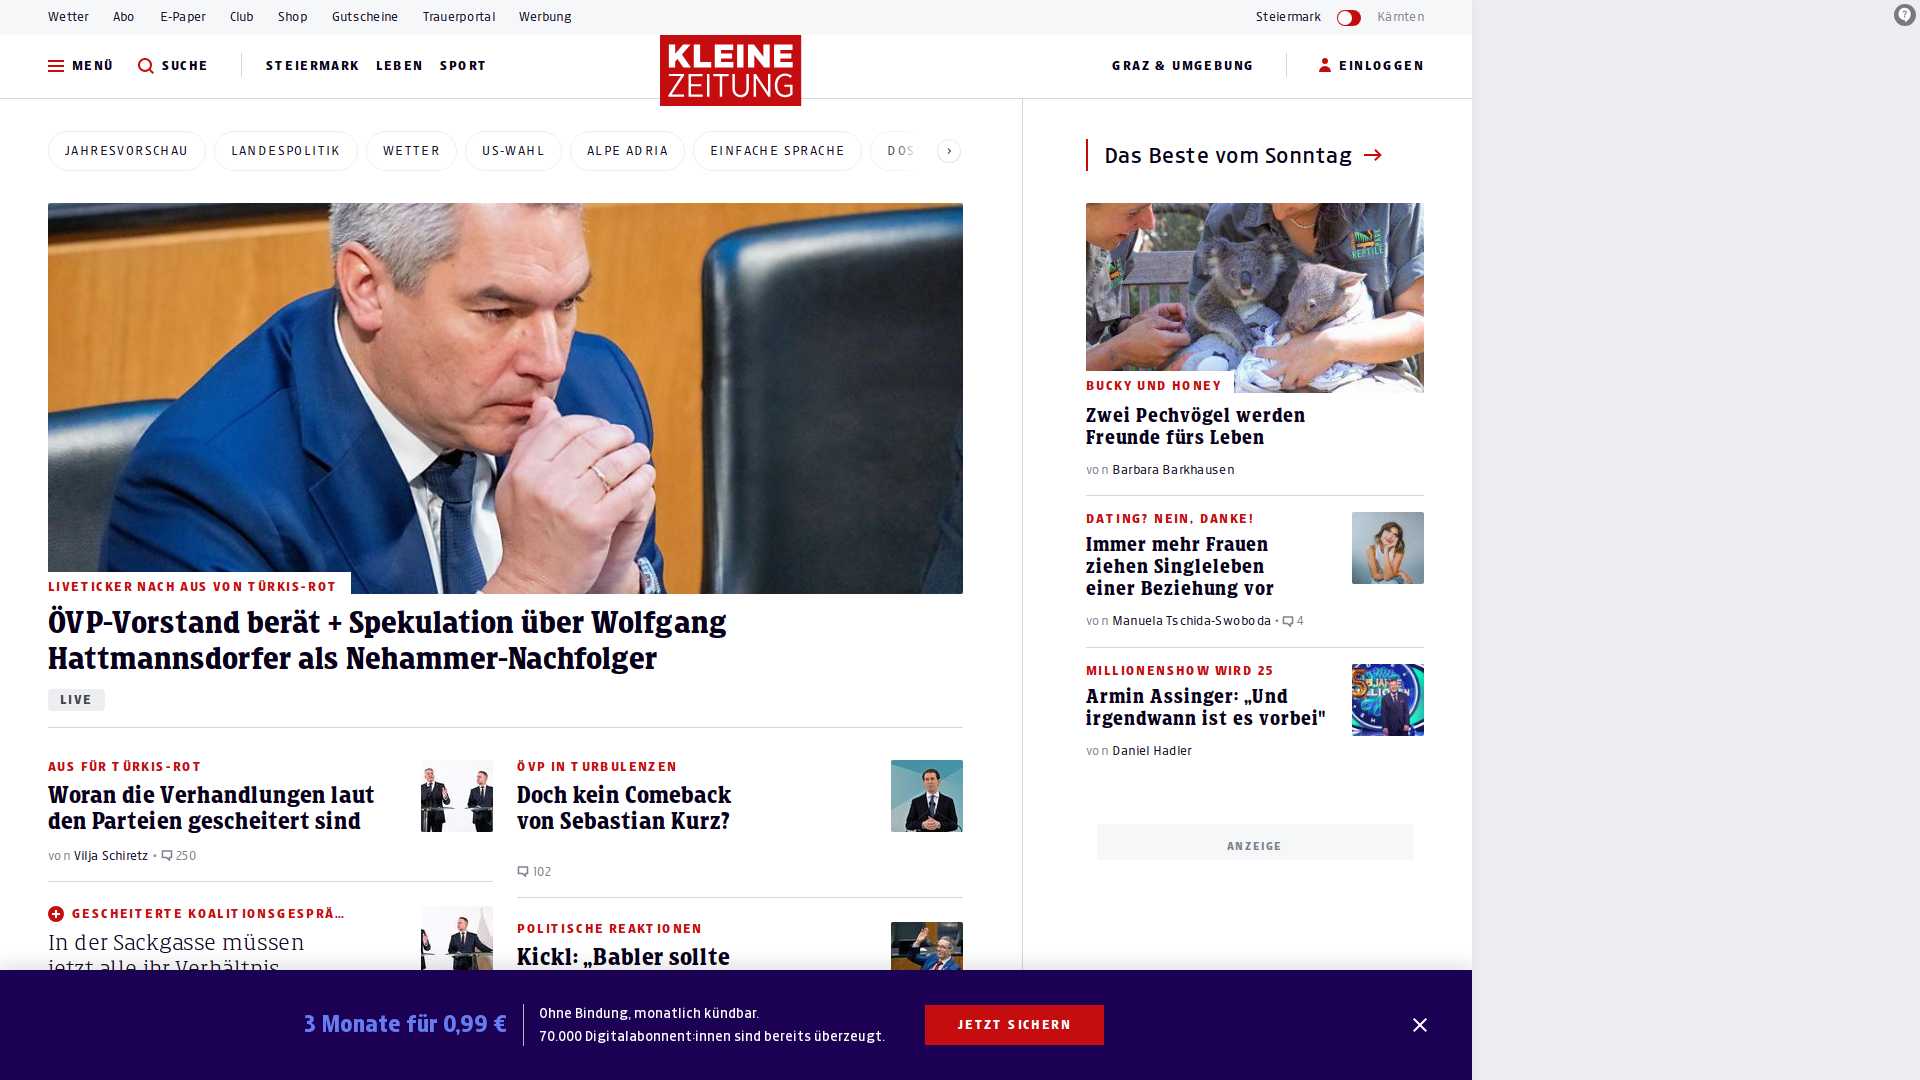 Wetter Abo E-Paper Club Shop Gutscheine Trauerportal Werbung Steiermark Kärnten
MENÜ SUCHE STEIERMARK LEBEN SPORT KLEINE ZEITUNG GRAZ & UMGEBUNG EINLOGGEN
JAHRESVORSCHAU LANDESPOLITIK WETTER US-WAHL ALPE ADRIA EINFACHE SPRACHE DOS
LIVETICKER NACH AUS VON TÜRKIS-ROT
ÖVP-Vorstand berät + Spekulation über Wolfgang
Hattmannsdorfer als Nehammer-Nachfolger
LIVE
AUS FÜR TÜRKIS-ROT
Woran die Verhandlungen laut
den Parteien gescheitert sind
von Vilja Schiretz • 250
GESCHEITERTE KOALITIONSGESPRÄ...
In der Sackgasse müssen
jetzt alle ihr Verhältnis
ÖVP IN TURBULENZEN
Doch kein Comeback
von Sebastian Kurz?
102
POLITISCHE REAKTIONEN
Kickl: „Babler sollte
Das Beste vom Sonntag
REPTILE
BUCKY UND HONEY
Zwei Pechvögel werden
Freunde fürs Leben
von Barbara Barkhausen
DATING? NEIN, DANKE!
Immer mehr Frauen
ziehen Singleleben
einer Beziehung vor
von Manuela Tschida-Swoboda • 4
MILLIONENSHOW WIRD 25
Armin Assinger: „Und
irgendwann ist es vorbei"
von Daniel Hadler
ANZEIGE
3 Monate für 0,99 €
Ohne Bindung, monatlich kündbar.
70.000 Digitalabonnent:innen sind bereits überzeugt.
JETZT SICHERN